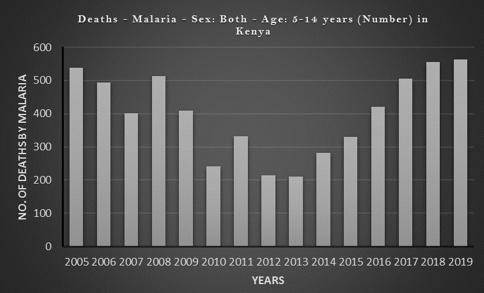 Deaths - Malaria - Sex: Both - Age: 5-14 years (Number) in
Kenya
NO. OF DEATHS BY MALARIA
600
500
400
300
200
100
0
2005 2006 2007 2008 2009 2010 2011 2012 2013 2014 2015 2016 2017 2018 2019
YEARS